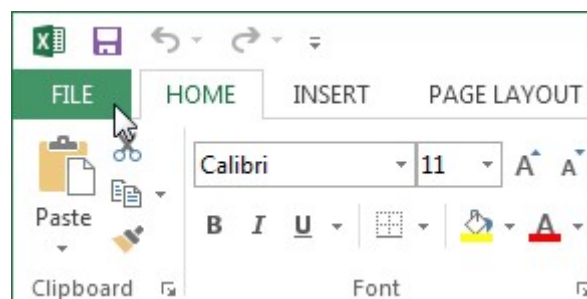 FILE HOME INSERT PAGE LAYOUT
Calibri 11 A A
Paste B I U A
Clipboard Font